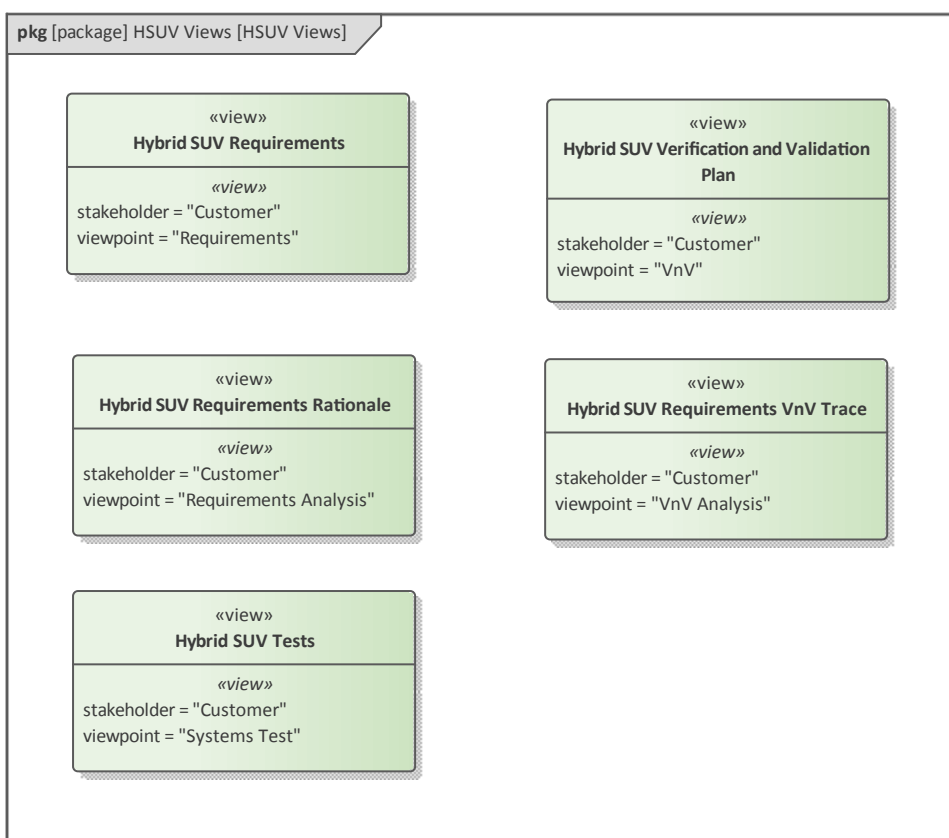 pkg [package] HSUV Views [HSUV Views]
«view»
Hybrid SUV Requirements
«view»
stakeholder = "Customer"
viewpoint = "Requirements"
«view»
Hybrid SUV Verification and Validation
Plan
«view»
stakeholder = "Customer"
viewpoint = "VnV"
«view»
Hybrid SUV Requirements Rationale
«view»
stakeholder = "Customer"
viewpoint = "Requirements Analysis"
«view»
Hybrid SUV Requirements VnV Trace
«view»
stakeholder = "Customer"
viewpoint = "VnV Analysis"
«view»
Hybrid SUV Tests
«view»
stakeholder = "Customer"
viewpoint = "Systems Test"